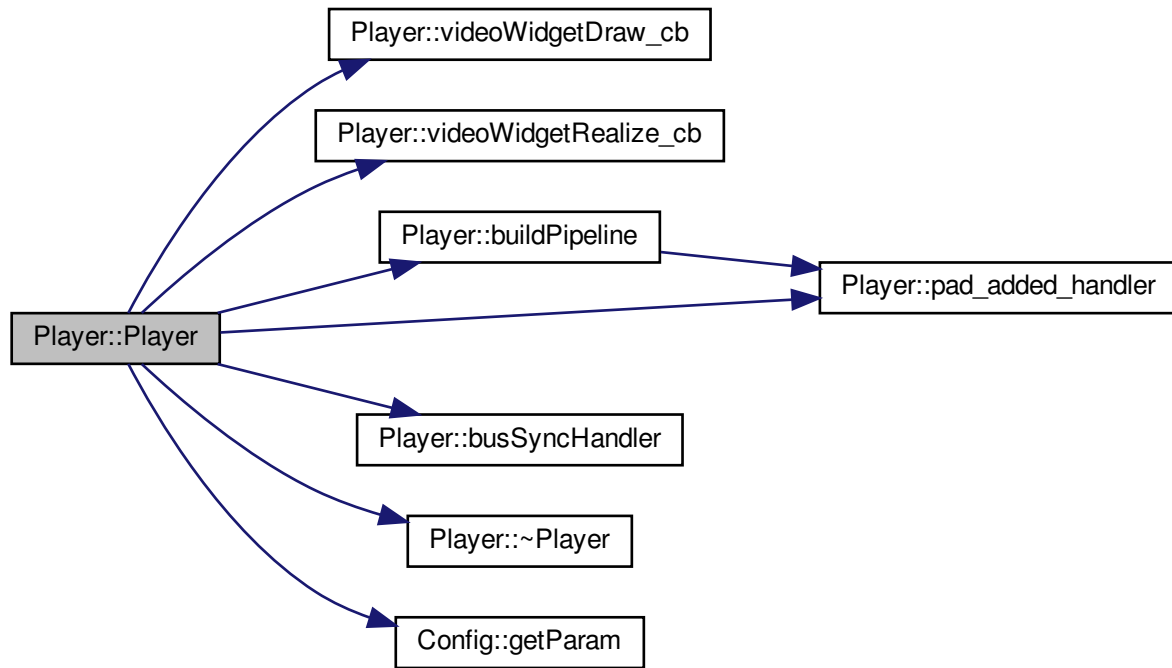 Player::videoWidgetDraw_cb
Player::videoWidgetRealize_cb
Player::buildPipeline
Player::pad_added_handler
Player::Player
Player::busSyncHandler
Player::~Player
Config::getParam